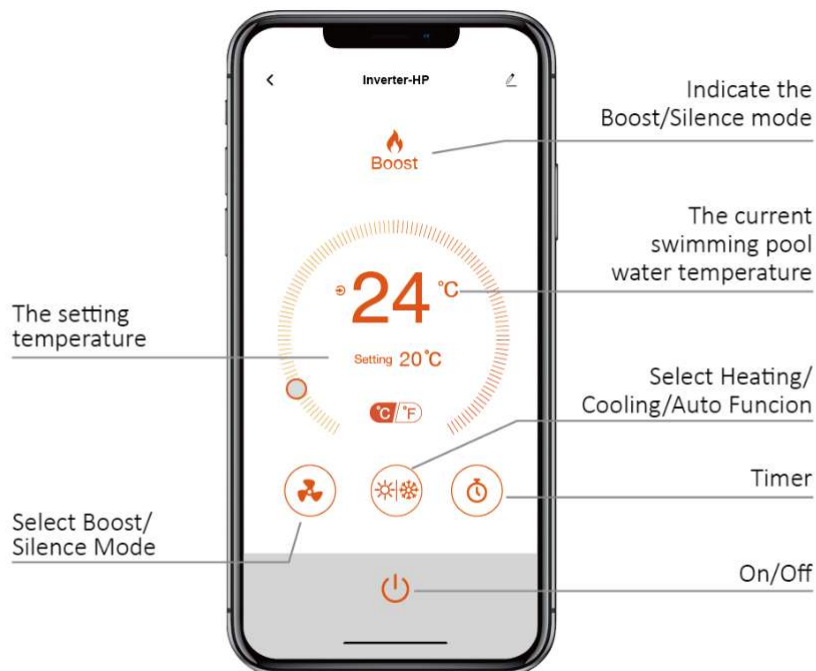 Inverter-HP
Indicate the
Boost/Silence mode
Boost
The current
swimming pool
water temperature
24 °C
The setting
temperature
Setting 20°C
Select Heating/
Cooling/Auto Funcion
°C/°F
Timer
Select Boost/
Silence Mode
On/Off